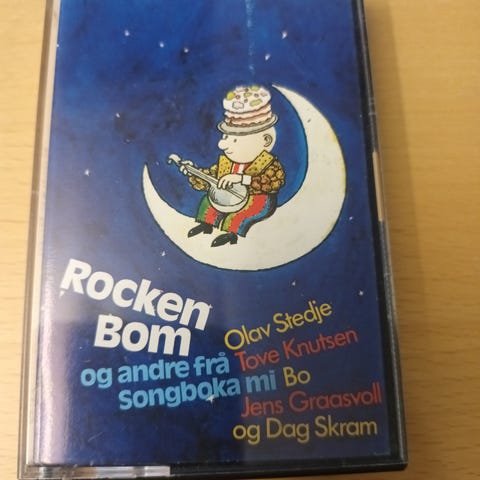 Rocken
Bom
og andre frå
songboka mi
Olav Stedje
Tove Knutsen
Bo
Jens Graasvoll
og Dag Skram